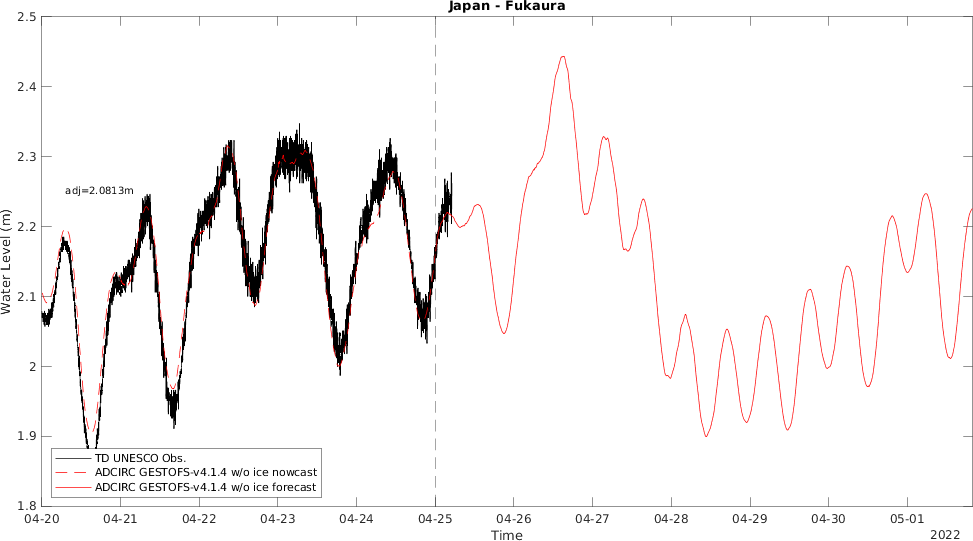 Japan - Fukaura
2.5
2.4
2.3
2.2
2.1
2
1.9
1.8
Water Level (m)
adj=2.0813m
TD UNESCO Obs.
ADCIRC GESTOFS-v4.1.4 w/o ice nowcast
ADCIRC GESTOFS-v4.1.4 w/o ice forecast
04-20 04-21 04-22 04-23 04-24 04-25 04-26 04-27 04-28 04-29 04-30 05-01
Time
2022